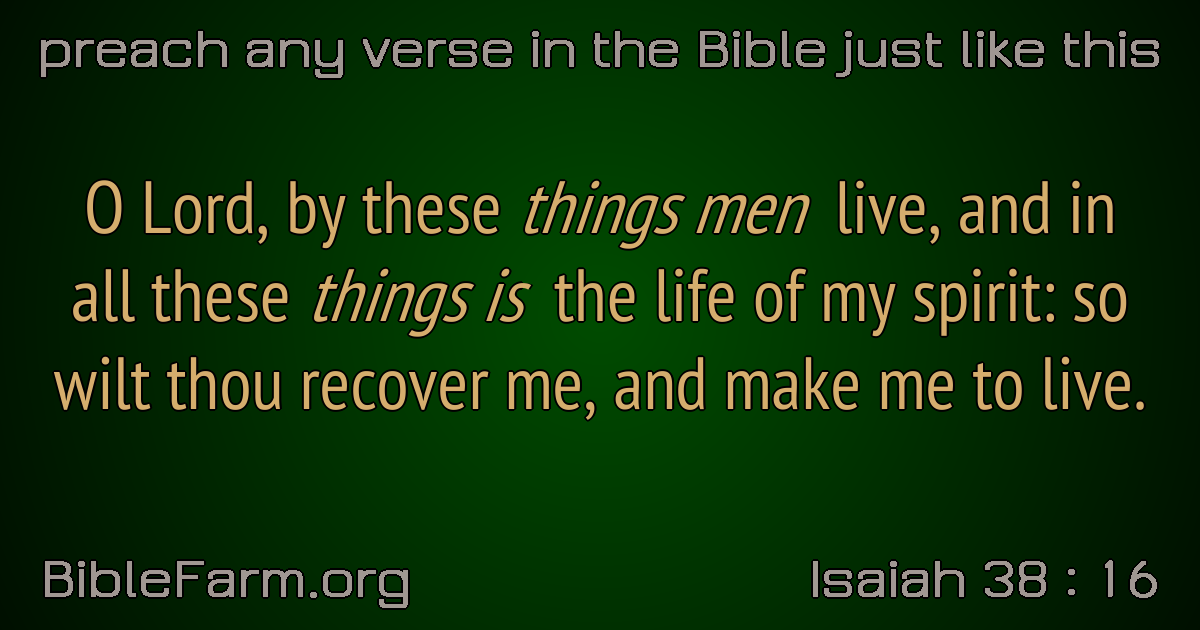 preach any verse in the Bible just like this
O Lord, by these things men live, and in
all these things is the life of my spirit: so
wilt thou recover me, and make me to live.
BibleFarm.org
Isaiah 38 : 16